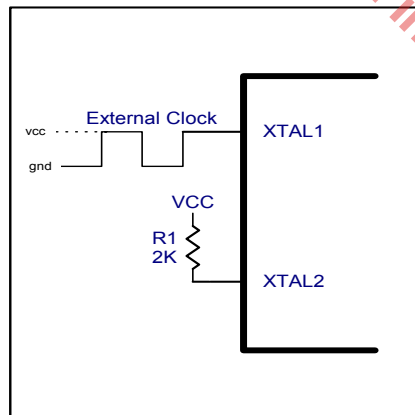 External Clock
vcc
XTAL1
gnd
VCC
R1
2K
XTAL2